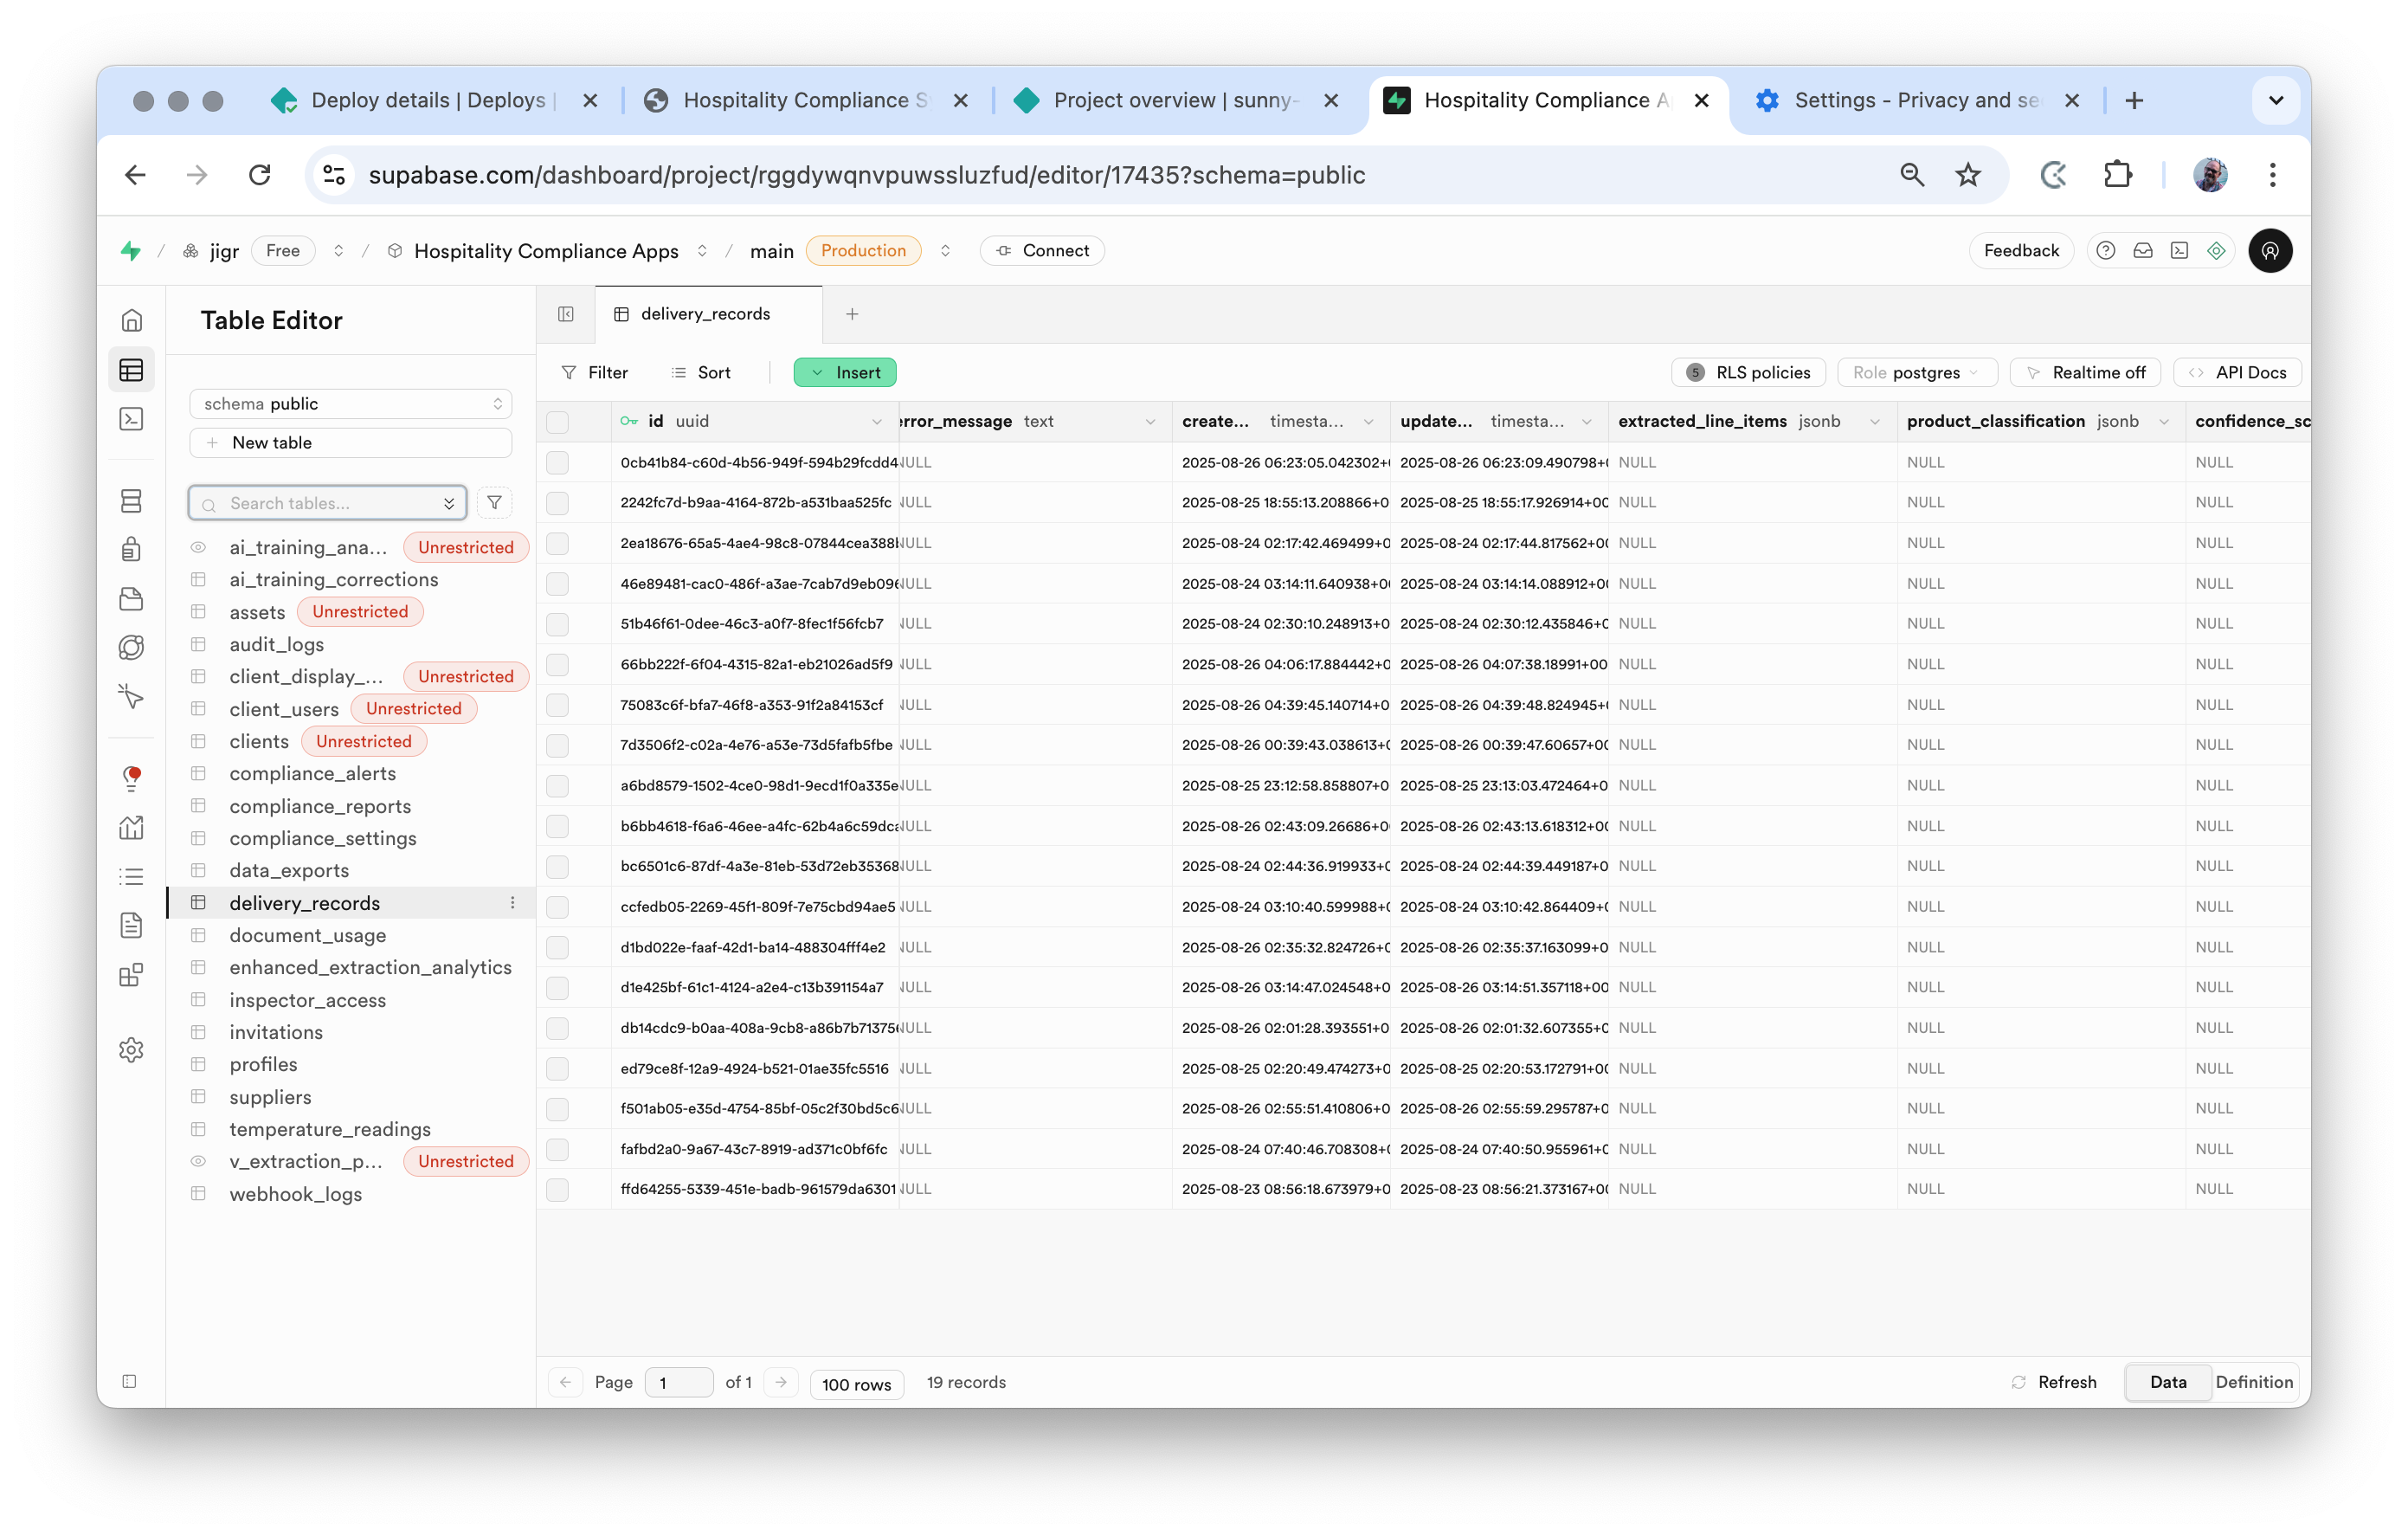 Deploy details | Deploys |
Hospitality Compliance S
Project overview | sunny-
Hospitality Compliance A
Settings - Privacy and se
supabase.com/dashboard/project/rggdywqnvpuwssluzfud/editor/17435?schema=public
/ jigr Free / Hospitality Compliance Apps / main Production Connect Feedback
Table Editor
schema public
New table
Search tables...
ai_training_ana... Unrestricted
ai_training_corrections
assets Unrestricted
audit_logs
client_display_... Unrestricted
client_users Unrestricted
clients Unrestricted
compliance_alerts
compliance_reports
compliance_settings
data_exports
delivery_records
document_usage
enhanced_extraction_analytics
inspector_access
invitations
profiles
suppliers
temperature_readings
v_extraction_p... Unrestricted
webhook_logs
delivery_records
Filter Sort Insert 5 RLS policies Role postgres Realtime off API Docs
id uuid error_message text create... timesta... update... timesta... extracted_line_items jsonb product_classification jsonb confidence_sc
0cb41b84-c60d-4b56-949f-594b29fcdd4 NULL 2025-08-26 06:23:05.042302+ 2025-08-26 06:23:09.490798+ NULL NULL NULL
2242fc7d-b9aa-4164-872b-a531baa525fc NULL 2025-08-25 18:55:13.208866+0 2025-08-25 18:55:17.926914+00 NULL NULL NULL
2ea18676-65a5-4ae4-98c8-07844cea388 NULL 2025-08-24 02:17:42.469499+0 2025-08-24 02:17:44.817562+00 NULL NULL NULL
46e89481-cac0-486f-a3ae-7cab7d9eb09 NULL 2025-08-24 03:14:11.640938+0 2025-08-24 03:14:14.088912+0 NULL NULL NULL
51b46f61-0dee-46c3-a0f7-8fec1f56fcb7 NULL 2025-08-24 02:30:10.248913+0 2025-08-24 02:30:12.435846+0 NULL NULL NULL
66bb222f-6f04-4315-82a1-eb21026ad5f9 NULL 2025-08-26 04:06:17.884442+0 2025-08-26 04:07:38.18991+00 NULL NULL NULL
75083c6f-bfa7-46f8-a353-91f2a84153cf NULL 2025-08-26 04:39:45.140714+0 2025-08-26 04:39:48.824945+ NULL NULL NULL
7d3506f2-c02a-4e76-a53e-73d5fafb5fbe NULL 2025-08-26 00:39:43.038613+0 2025-08-26 00:39:47.60657+00 NULL NULL NULL
a6bd8579-1502-4ce0-98d1-9ecd1f0a335e NULL 2025-08-25 23:12:58.858807+0 2025-08-25 23:13:03.472464+0 NULL NULL NULL
b6bb4618-f6a6-46ee-a4fc-62b4a6c59dc NULL 2025-08-26 02:43:09.26686+0 2025-08-26 02:43:13.618312+00 NULL NULL NULL
bc6501c6-87df-4a3e-81eb-53d72eb35368 NULL 2025-08-24 02:44:36.919933+0 2025-08-24 02:44:39.449187+0 NULL NULL NULL
ccfedb05-2269-45f1-809f-7e75cbd94ae5 NULL 2025-08-24 03:10:40.599988+0 2025-08-24 03:10:42.864409+0 NULL NULL NULL
d1bd022e-faaf-42d1-ba14-488304fff4e2 NULL 2025-08-26 02:35:32.824726+0 2025-08-26 02:35:37.163099+0 NULL NULL NULL
d1e425bf-61c1-4124-a2e4-c13b391154a7 NULL 2025-08-26 03:14:47.024548+0 2025-08-26 03:14:51.357118+00 NULL NULL NULL
db14cdc9-b0aa-408a-9cb8-a86b7b71375 NULL 2025-08-26 02:01:28.393551+0 2025-08-26 02:01:32.607355+0 NULL NULL NULL
ed79ce8f-12a9-4924-b521-01ae35fc5516 NULL 2025-08-25 02:20:49.474273+0 2025-08-25 02:20:53.172791+00 NULL NULL NULL
f501ab05-e35d-4754-85bf-05c2f30bd5c6 NULL 2025-08-26 02:55:51.410806+0 2025-08-26 02:55:59.295787+0 NULL NULL NULL
fafbd2a0-9a67-43c7-8919-ad371c0bf6fc NULL 2025-08-24 07:40:46.708308+ 2025-08-24 07:40:50.955961+0 NULL NULL NULL
ffd64255-5339-451e-badb-961579da6301 NULL 2025-08-23 08:56:18.673979+0 2025-08-23 08:56:21.373167+00 NULL NULL NULL
Page 1 of 1 100 rows 19 records Refresh Data Definition